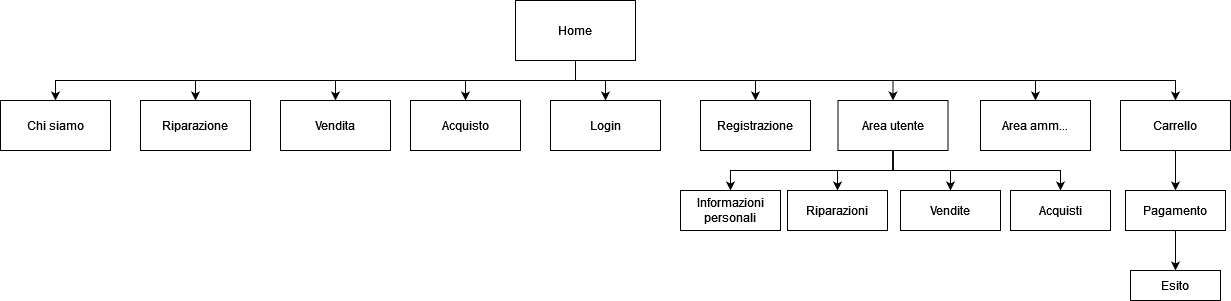 Home
Chi siamo
Riparazione
Vendita
Acquisto
Login
Registrazione
Area utente
Area amm...
Carrello
Informazioni
personali
Riparazioni
Vendite
Acquisti
Pagamento
Esito